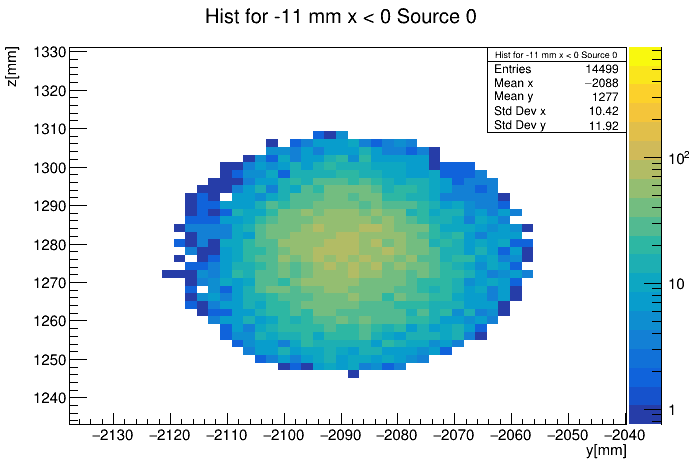 Hist for -11 mm x < 0 Source 0
z[mm]
1330
1320
1310
1300
1290
1280
1270
1260
1250
1240
Hist for -11 mm x < 0 Source 0
Entries 14499
Mean x −2088
Mean y 1277
Std Dev x 10.42
Std Dev y 11.92
10²
10
1
−2130 −2120 −2110 −2100 −2090 −2080 −2070 −2060 −2050 −2040
y[mm]